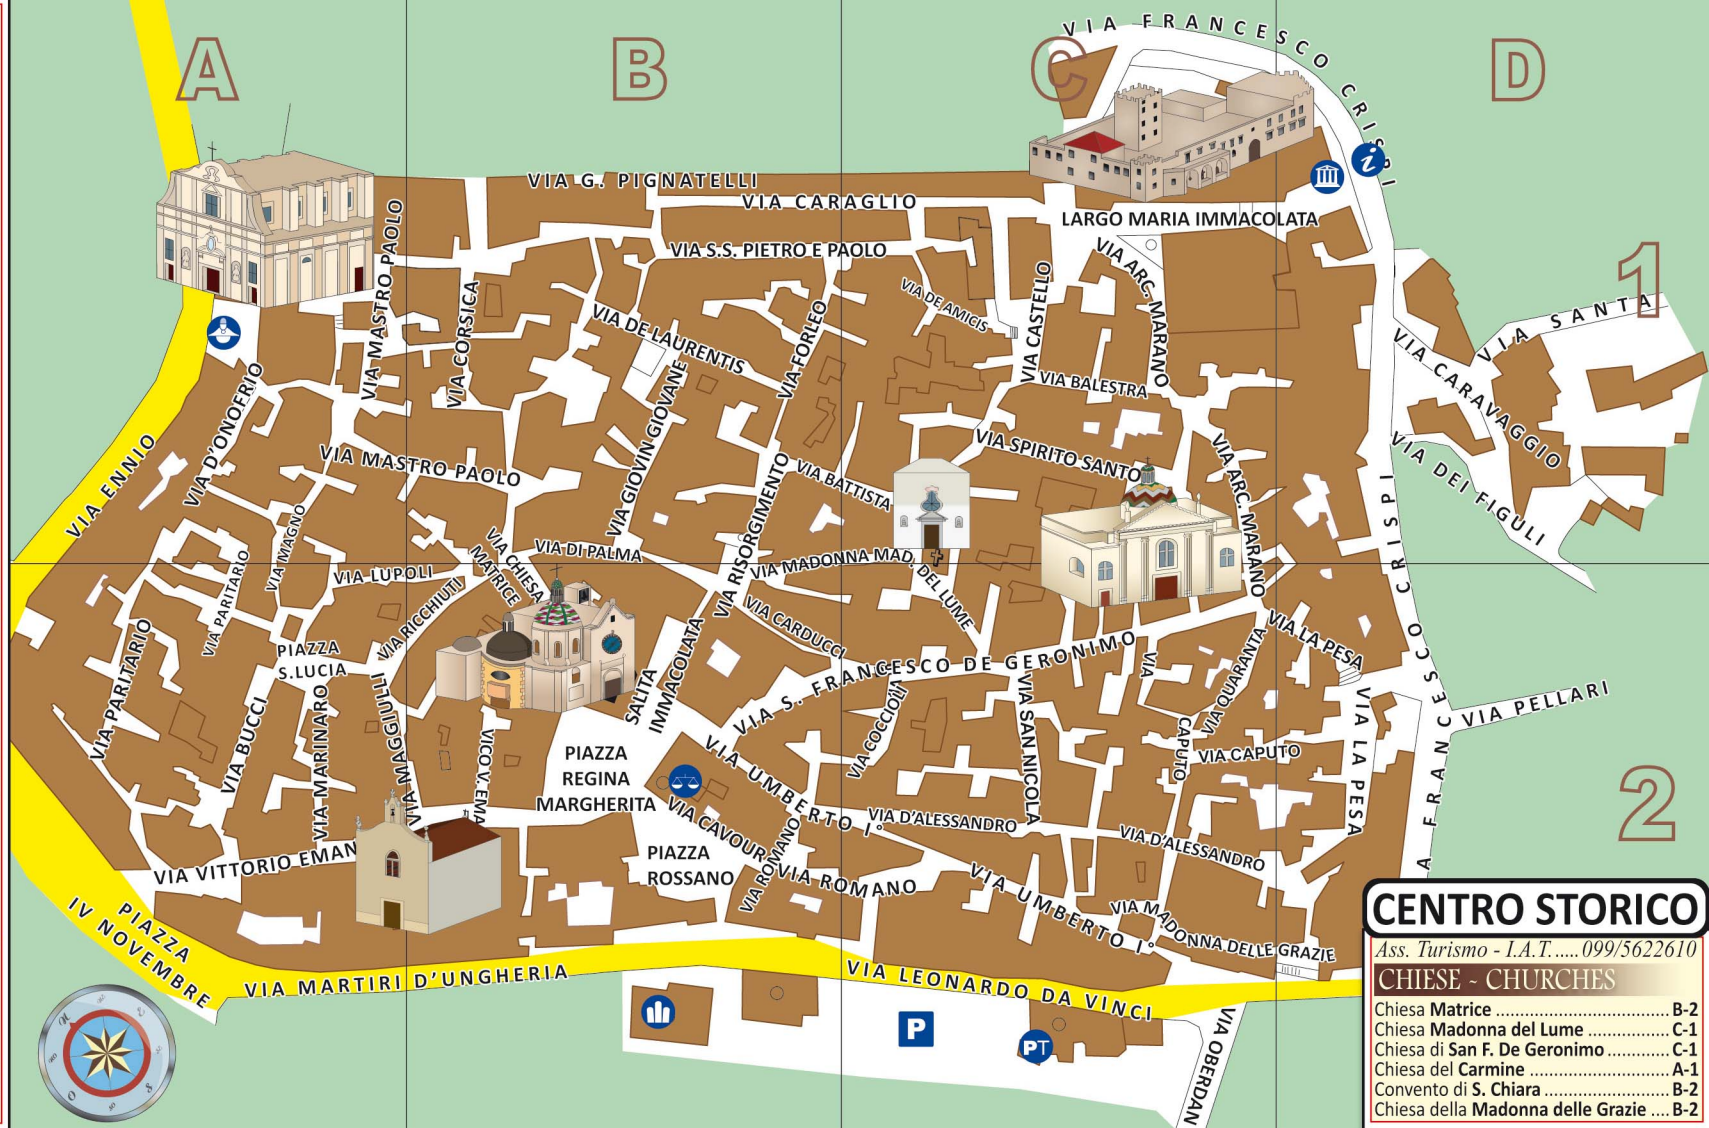 A
B
C
D
1
2
VIA FRANCESCO CRISPI
i
VIA G. PIGNATELLI
VIA CARAGLIO
LARGO MARIA IMMACOLATA
VIA S.S. PIETRO E PAOLO
VIA MASTRO PAOLO
VIA CORSICA
VIA DE LAURENTIS
VIA FORLEO
VIA DE AMICIS
VIA CASTELLO
VIA ARC. MARANO
VIA SANTA
VIA CARAVAGGIO
VIA DEI FIGULI
VIA BALESTRA
VIA ENNIO
VIA D'ONOFRIO
VIA MASTRO PAOLO
VIA GIOVIN GIOVANE
VIA RISORGIMENTO
VIA BATTISTA
VIA SPIRITO SANTO
VIA ARC. MARANO
VIA IMAGNO
VIA PARITARIO
VIA LUPOLI
VIA CHIESA
MATRICE
VIA DI PALMA
VIA MADONNA MAD. DEL LUME
VIA RICCHIUTI
VIA CARDUCCI
VIA S. FRANCESCO DE GERONIMO
VIA LA PESA
VIA QUARANTA
VIA
CAPUTO
VIA PARITARIO
PIAZZA
S.LUCIA
VIA BUCCI
VIA MARINARO
VIA MAGGIULLI
VICO V. EMA
SALITA
IMMACOLATA
PIAZZA
REGINA
MARGHERITA
VIA UMBERTO I°
VIA COCCIOLI
VIA SAN NICOLA
VIA CAPUTO
VIA LA PESA
VIA PELLARI
A FRANCESCO CRISPI
VIA CAVOUR
VIA D'ALESSANDRO
VIA D'ALESSANDRO
VIA VITTORIO EMAN
PIAZZA
ROSSANO
VIA ROMANO
VIA ROMANO
VIA UMBERTO I°
VIA MADONNA DELLE GRAZIE
PIAZZA
IV NOVEMBRE
VIA MARTIRI D'UNGHERIA
VIA LEONARDO DA VINCI
VIA OBERDAN
P
PT
CENTRO STORICO
Ass. Turismo - I.A.T.....099/5622610
CHIESE ~ CHURCHES
Chiesa Matrice ................................ B-2
Chiesa Madonna del Lume ............... C-1
Chiesa di San F. De Geronimo ............ C-1
Chiesa del Carmine .......................... A-1
Convento di S. Chiara ....................... B-2
Chiesa della Madonna delle Grazie .... B-2